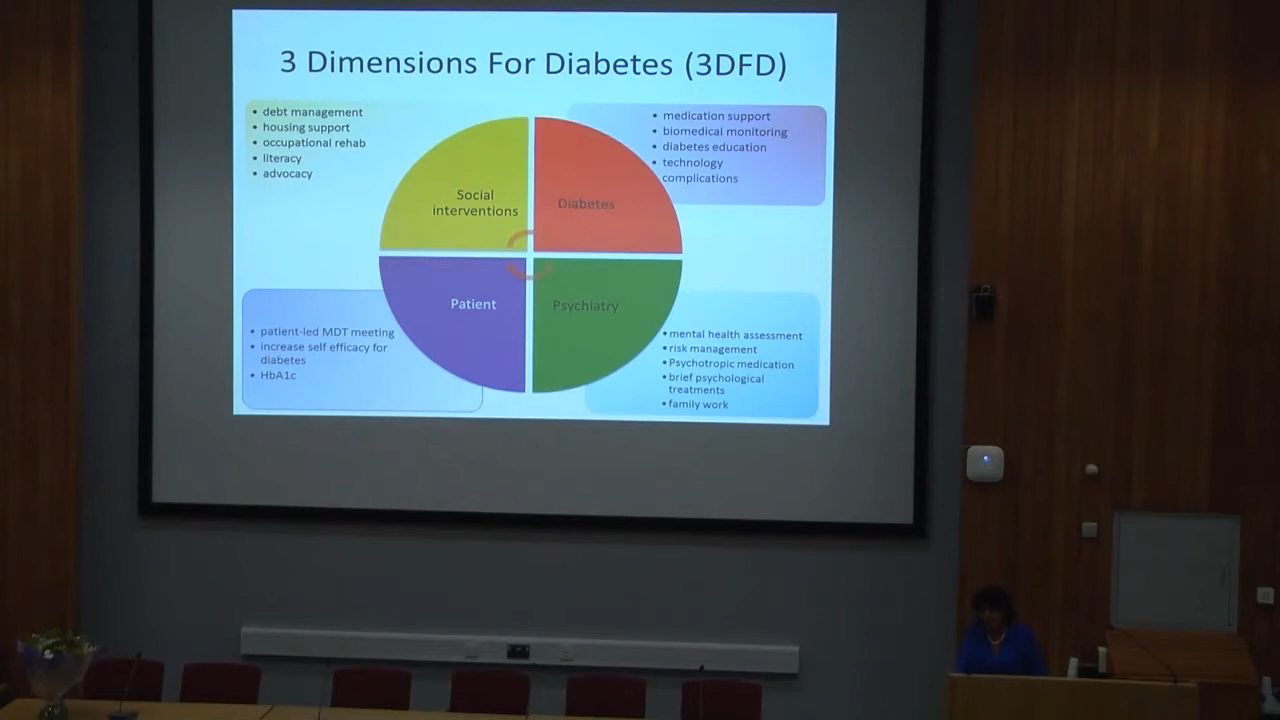 3 Dimensions For Diabetes (3DFD)
• debt management
• housing support
• occupational rehab
• literacy
• advocacy
• medication support
• biomedical monitoring
• diabetes education
• technology
complications
Social
interventions
Diabetes
Patient
Psychiatry
• patient-led MDT meeting
• increase self efficacy for
diabetes
• HbA1c
• mental health assessment
• risk management
• Psychotropic medication
• brief psychological
treatments
• family work